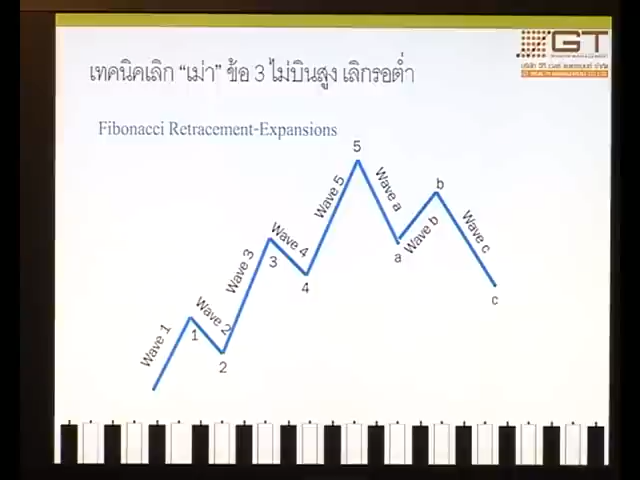 GT
เทคนิคเลิก “เม่า” ข้อ 3 ไม่บินสูง เลิกรอต่ำ
Fibonacci Retracement-Expansions
5
Wave 5
Wave a
b
Wave b
Wave c
Wave 4
3
a
Wave 3
4
c
Wave 2
Wave 1
1
2